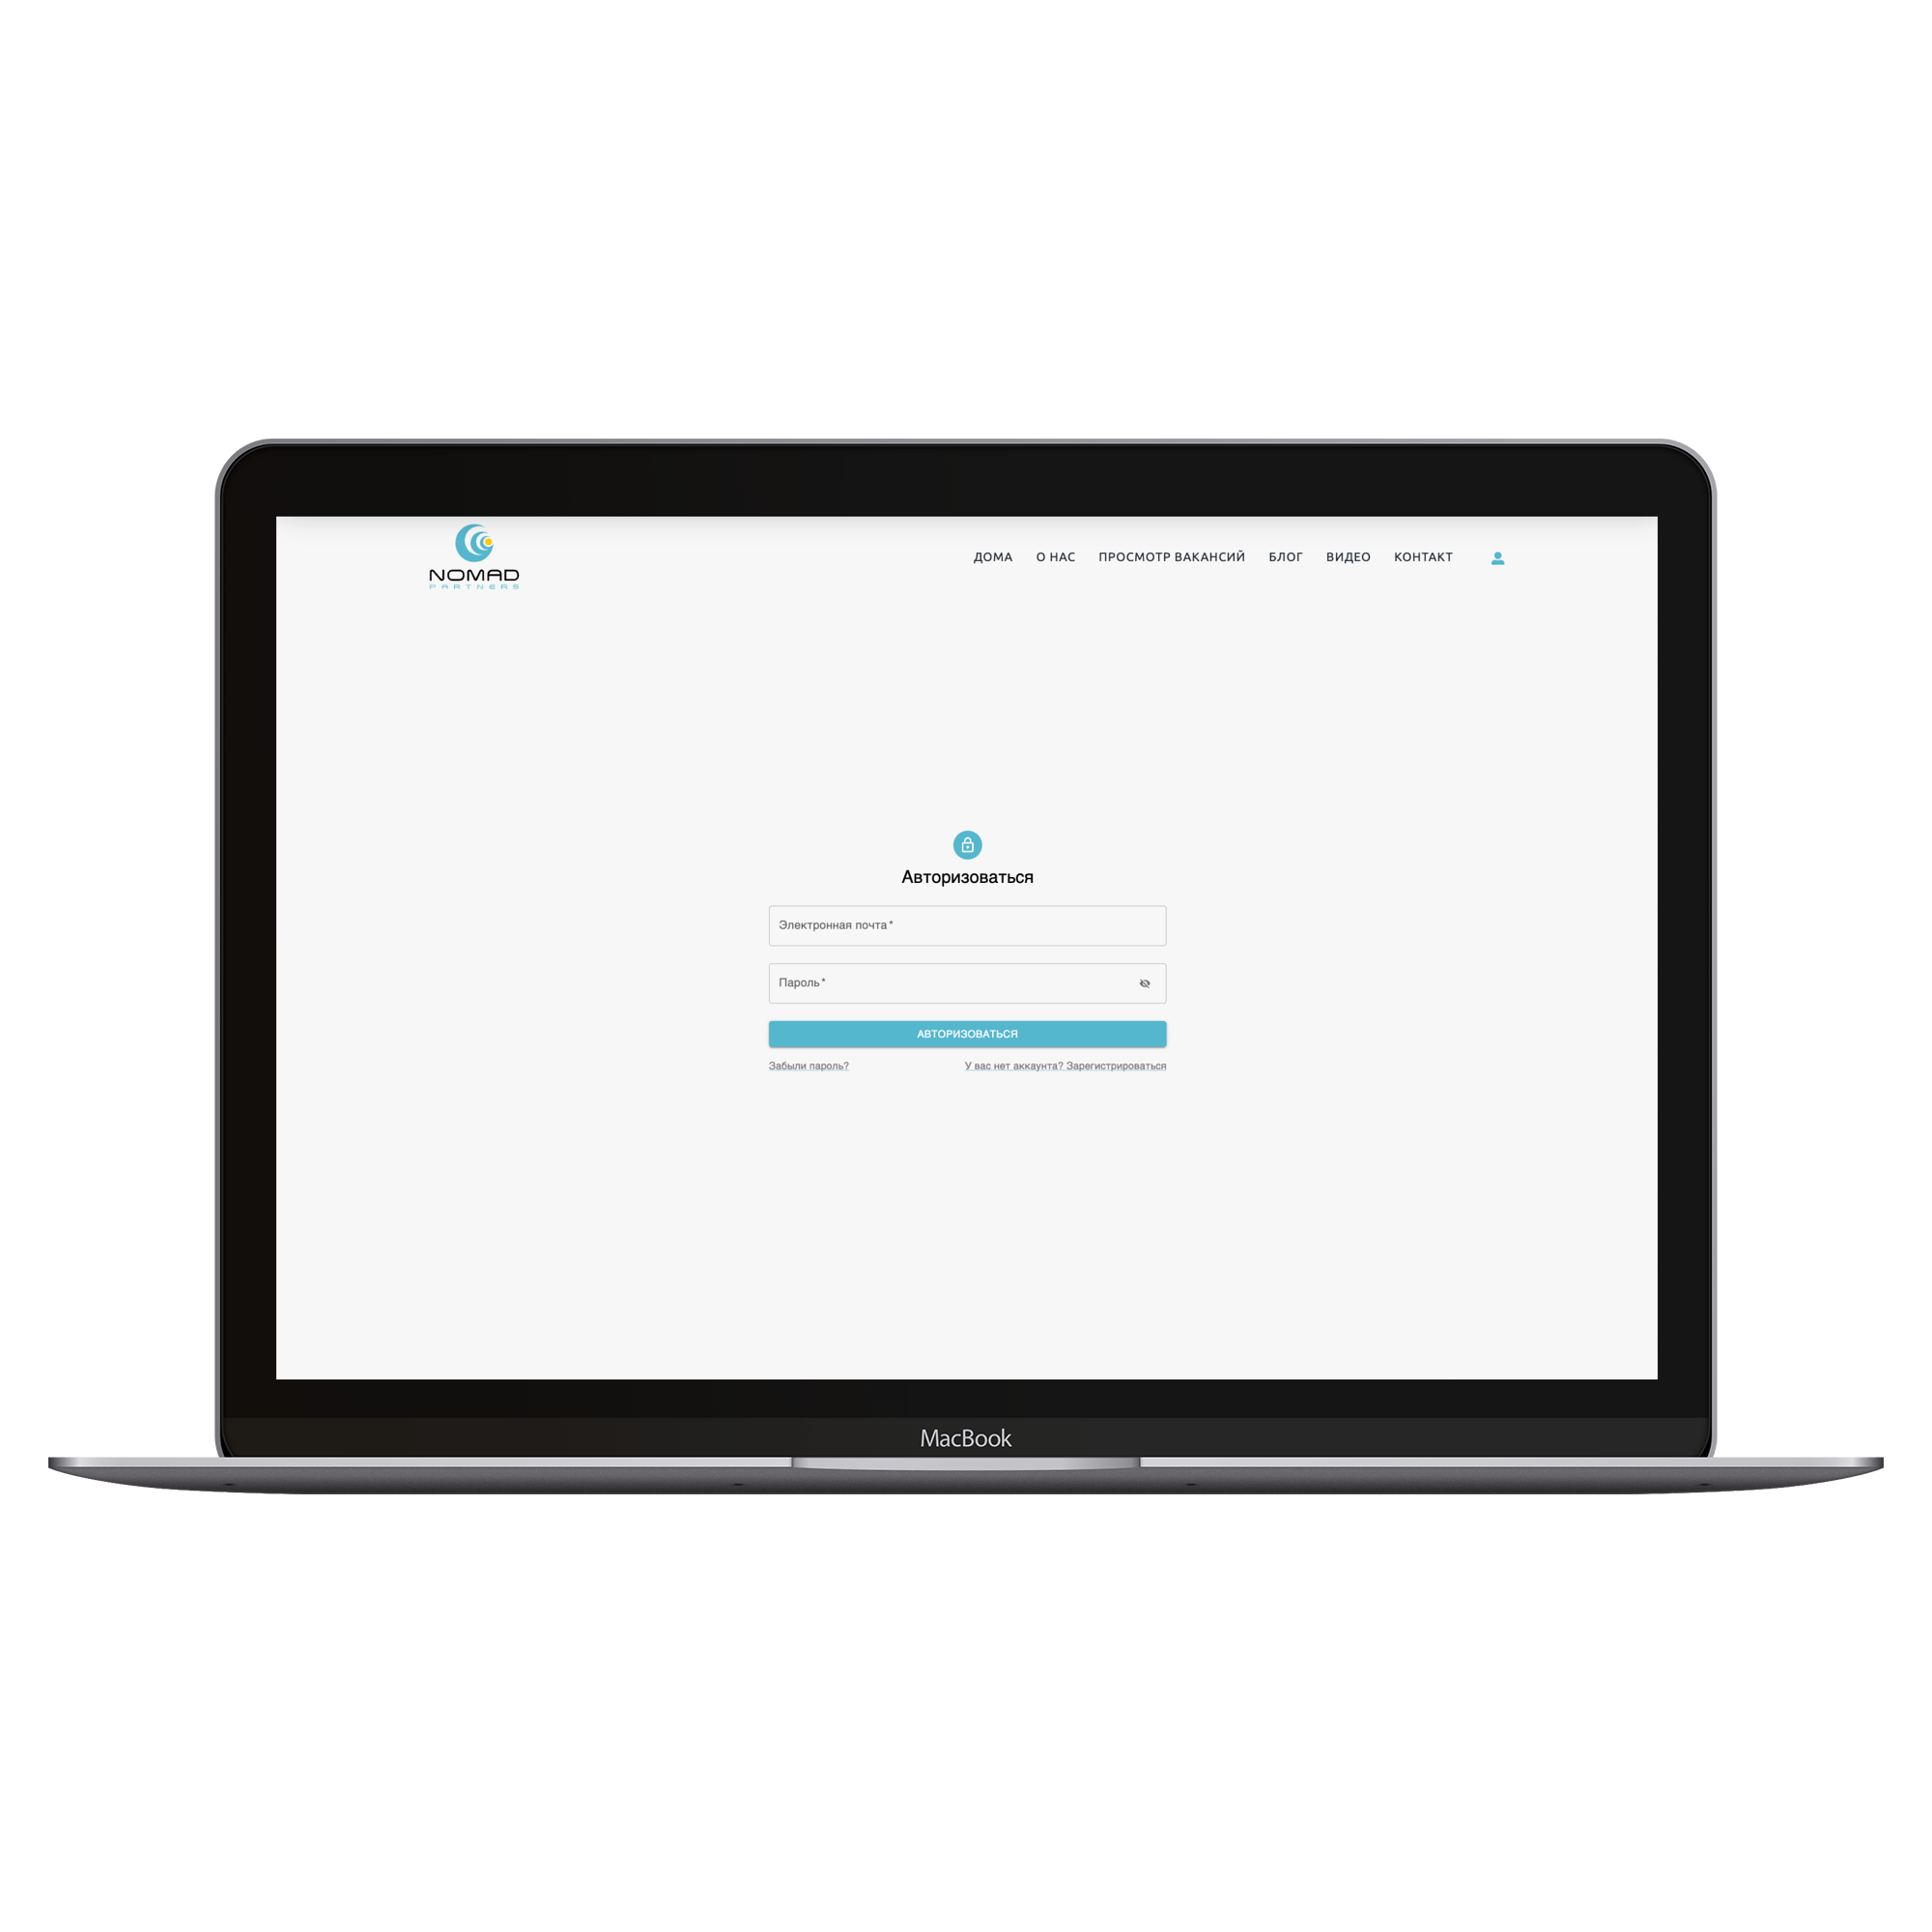 NOMAD
PARTNERS
ДОМА О НАС ПРОСМОТР ВАКАНСИЙ БЛОГ ВИДЕО КОНТАКТ
Авторизоваться
Электронная почта *
Пароль *
АВТОРИЗОВАТЬСЯ
Забыли пароль? У вас нет аккаунта? Зарегистрироваться
MacBook